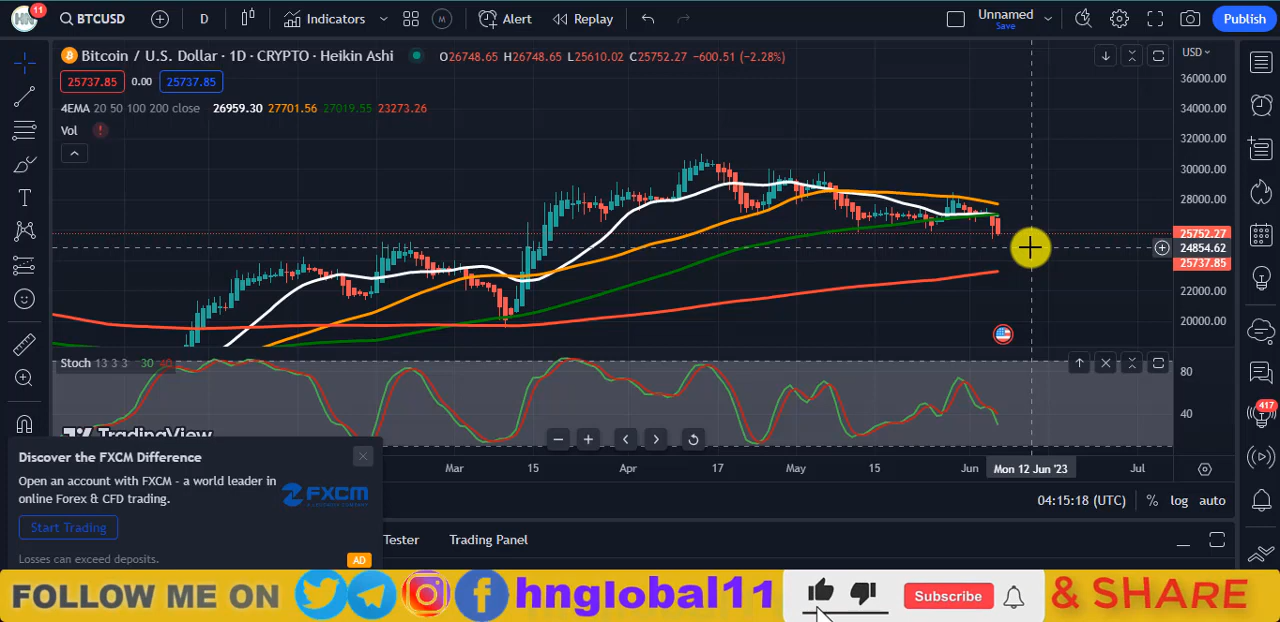 HN 11 BTCUSD D Indicators M Alert Replay Unnamed Save Publish
Bitcoin / U.S. Dollar · 1D · CRYPTO · Heikin Ashi O26748.65 H26748.65 L25610.02 C25752.27 −600.51 (−2.28%) USD
25737.85 0.00 25737.85
4EMA 20 50 100 200 close 26959.30 27701.56 27019.55 23273.26
Vol !
36000.00
34000.00
32000.00
30000.00
28000.00
25752.27
24854.62
25737.85
22000.00
20000.00
Stoch 13 3 3 30 40
80
40
TradingView
Mar 15 Apr 17 May 15 Jun Mon 12 Jun '23 Jul
417
Discover the FXCM Difference
Open an account with FXCM - a world leader in
online Forex & CFD trading.
FXCM
Start Trading
Losses can exceed deposits.
AD
04:15:18 (UTC) % log auto
Tester Trading Panel
FOLLOW ME ON hnglobal11 Subscribe & SHARE